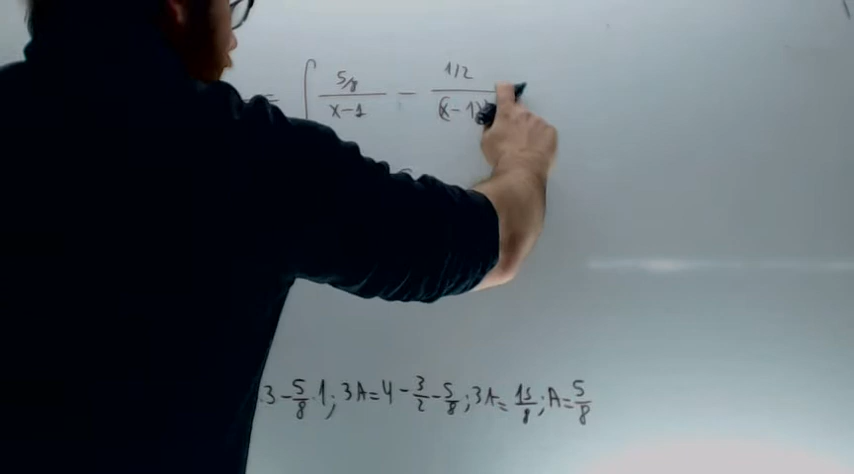 = ∫ 5/8 / x-1 - 1/2 / (x-1)
.3 - 5/8 .1 ; 3A = 4 - 3/2 - 5/8 ; 3A = 15/8 ; A = 5/8